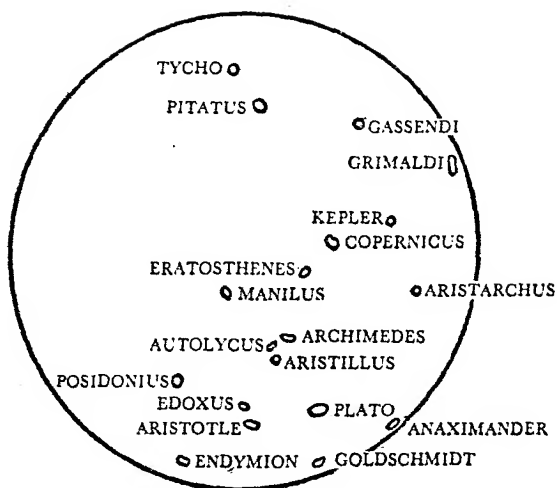 TYCHO
PITATUS
GASSENDI
GRIMALDI
KEPLER
COPERNICUS
ERATOSTHENES
MANILUS
ARISTARCHUS
ARCHIMEDES
AUTOLYCUS
ARISTILLUS
POSIDONIUS
EDOXUS
PLATO
ARISTOTLE
ANAXIMANDER
ENDYMION
GOLDSCHMIDT